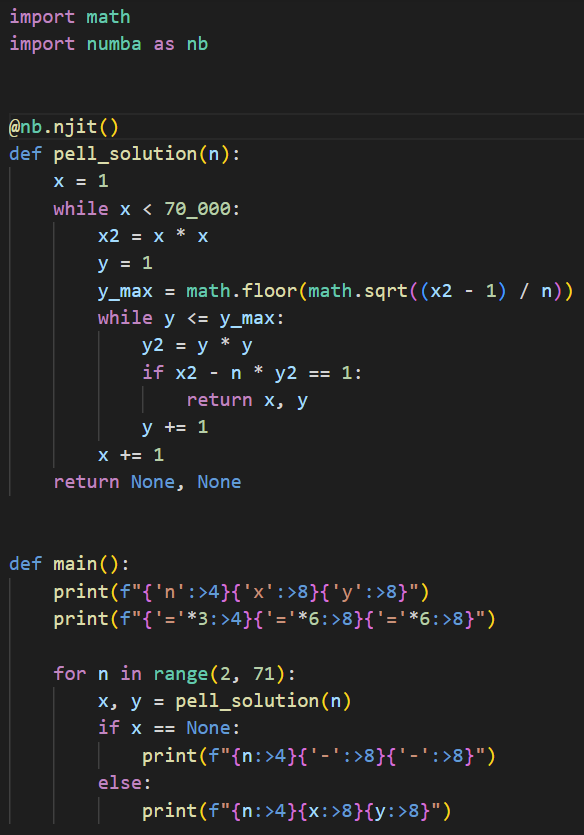 import math
import numba as nb
@nb.njit()
def pell_solution(n):
    x = 1
    while x < 70_000:
        x2 = x * x
        y = 1
        y_max = math.floor(math.sqrt((x2 - 1) / n))
        while y <= y_max:
            y2 = y * y
            if x2 - n * y2 == 1:
                return x, y
            y += 1
        x += 1
    return None, None
def main():
    print(f"{'n':>4}{'x':>8}{'y':>8}")
    print(f"{'='*3:>4}{'='*6:>8}{'='*6:>8}")
    for n in range(2, 71):
        x, y = pell_solution(n)
        if x == None:
            print(f"{n:>4}{'-':>8}{'-':>8}")
        else:
            print(f"{n:>4}{x:>8}{y:>8}")